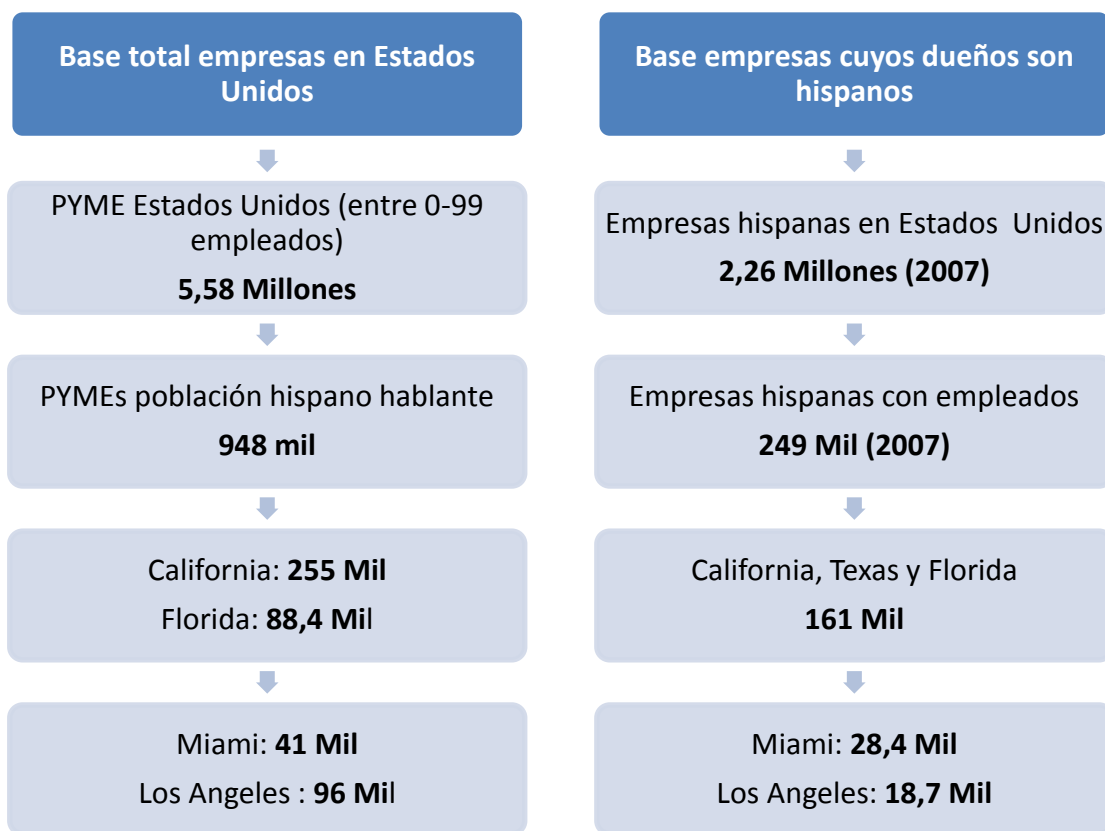 Base total empresas en Estados
Unidos
PYME Estados Unidos (entre 0-99
empleados)
5,58 Millones
PYMEs población hispano hablante
948 mil
California: 255 Mil
Florida: 88,4 Mil
Miami: 41 Mil
Los Angeles : 96 Mil
Base empresas cuyos dueños son
hispanos
Empresas hispanas en Estados  Unidos
2,26 Millones (2007)
Empresas hispanas con empleados
249 Mil (2007)
California, Texas y Florida
161 Mil
Miami: 28,4 Mil
Los Angeles: 18,7 Mil